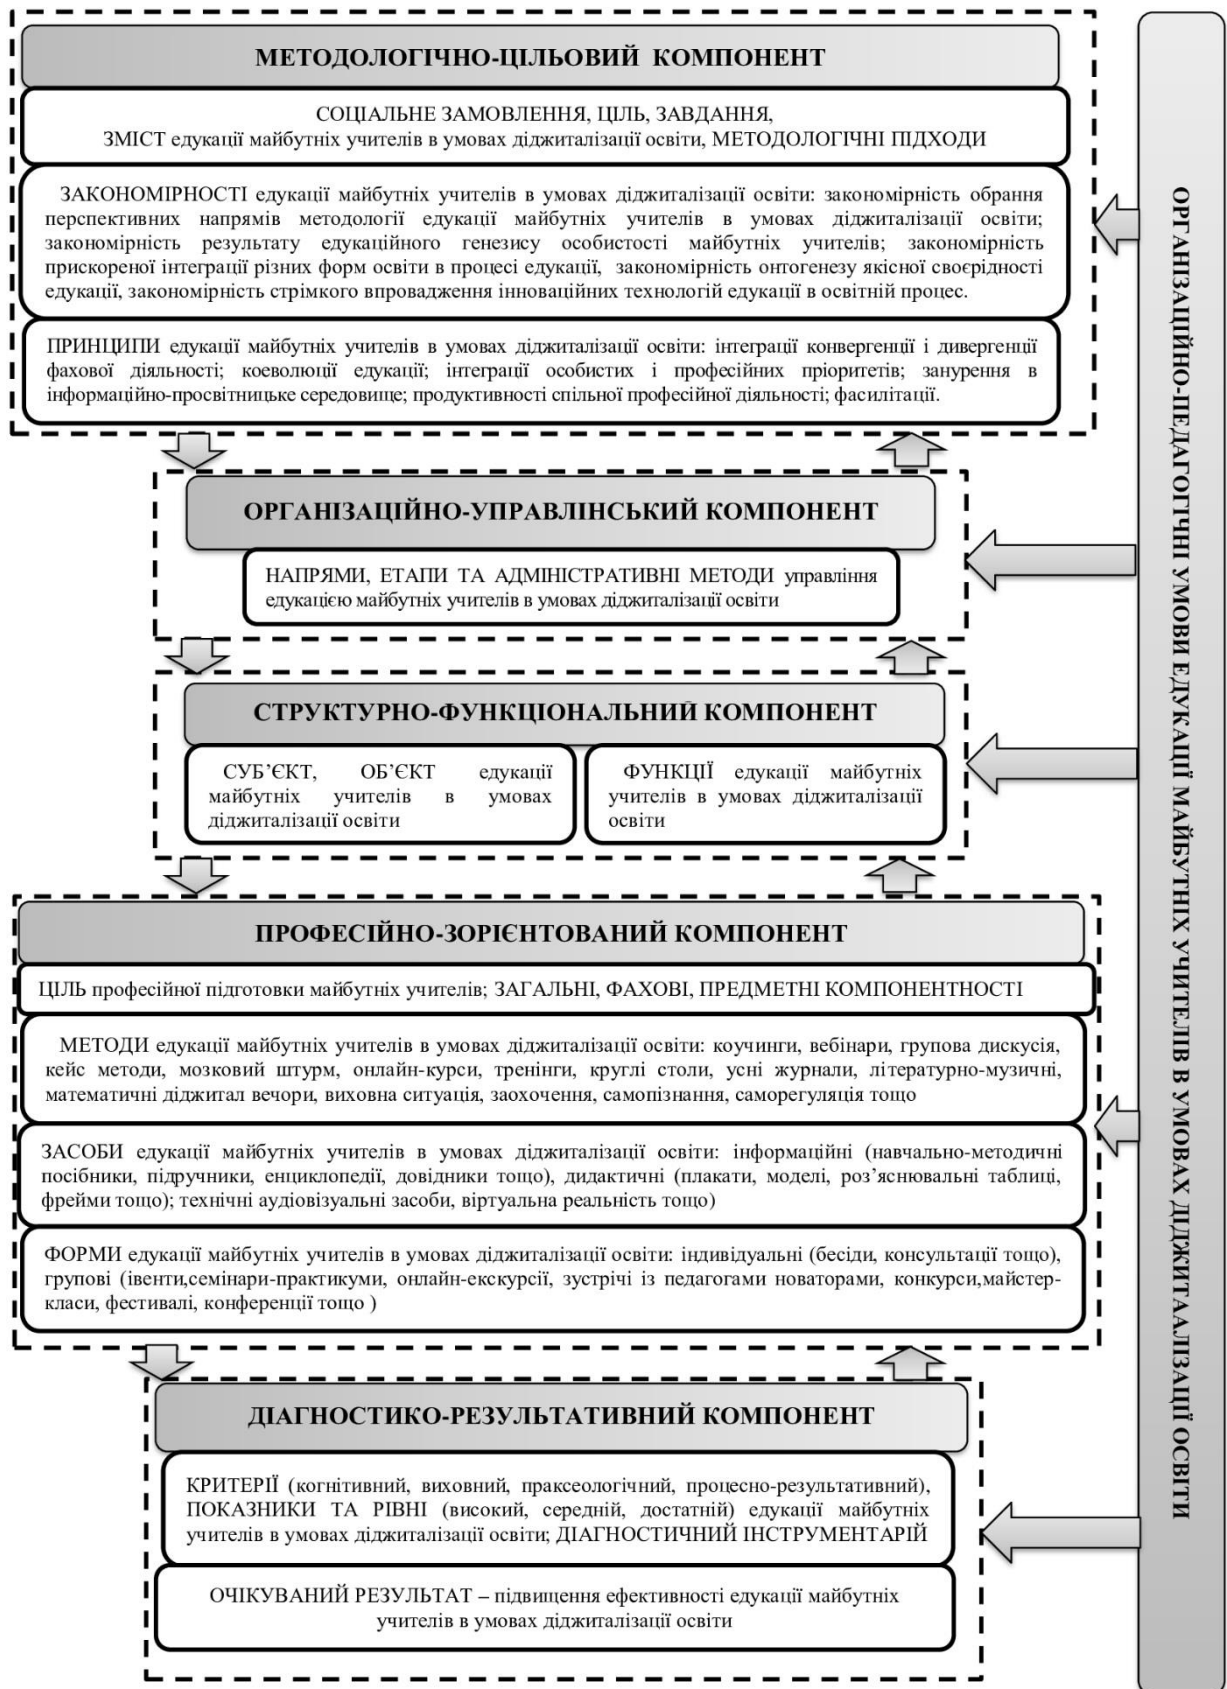 МЕТОДОЛОГІЧНО-ЦІЛЬОВИЙ КОМПОНЕНТ
СОЦІАЛЬНЕ ЗАМОВЛЕННЯ, ЦІЛЬ, ЗАВДАННЯ,
ЗМІСТ едукації майбутніх учителів в умовах діджиталізації освіти, МЕТОДОЛОГІЧНІ ПІДХОДИ
ЗАКОНОМІРНОСТІ едукації майбутніх учителів в умовах діджиталізації освіти: закономірність обрання
перспективних напрямів методології едукації майбутніх учителів в умовах діджиталізації освіти;
закономірність результату едукаційного генезису особистості майбутніх учителів; закономірність
прискореної інтеграції різних форм освіти в процесі едукації, закономірність онтогенезу якісної своєрідності
едукації, закономірність стрімкого впровадження інноваційних технологій едукації в освітній процес.
ПРИНЦИПИ едукації майбутніх учителів в умовах діджиталізації освіти: інтеграції конвергенції і дивергенції
фахової діяльності; коеволюції едукації; інтеграції особистих і професійних пріоритетів; занурення в
інформаційно-просвітницьке середовище; продуктивності спільної професійної діяльності; фасилітації.
ОРГАНІЗАЦІЙНО-УПРАВЛІНСЬКИЙ КОМПОНЕНТ
НАПРЯМИ, ЕТАПИ ТА АДМІНІСТРАТИВНІ МЕТОДИ управління
едукацією майбутніх учителів в умовах діджиталізації освіти
СТРУКТУРНО-ФУНКЦІОНАЛЬНИЙ КОМПОНЕНТ
СУБ’ЄКТ, ОБ’ЄКТ едукації
майбутніх учителів в умовах
діджиталізації освіти
ФУНКЦІЇ едукації майбутніх
учителів в умовах діджиталізації
освіти
ПРОФЕСІЙНО-ЗОРІЄНТОВАНИЙ КОМПОНЕНТ
ЦІЛЬ професійної підготовки майбутніх учителів; ЗАГАЛЬНІ, ФАХОВІ, ПРЕДМЕТНІ КОМПОНЕНТНОСТІ
МЕТОДИ едукації майбутніх учителів в умовах діджиталізації освіти: коучинги, вебінари, групова дискусія,
кейс методи, мозковий штурм, онлайн-курси, тренінги, круглі столи, усні журнали, літературно-музичні,
математичні діджитал вечори, виховна ситуація, заохочення, самопізнання, саморегуляція тощо
ЗАСОБИ едукації майбутніх учителів в умовах діджиталізації освіти: інформаційні (навчально-методичні
посібники, підручники, енциклопедії, довідники тощо), дидактичні (плакати, моделі, роз’яснювальні таблиці,
фрейми тощо); технічні аудіовізуальні засоби, віртуальна реальність тощо)
ФОРМИ едукації майбутніх учителів в умовах діджиталізації освіти: індивідуальні (бесіди, консультації тощо),
групові (івенти,семінари-практикуми, онлайн-екскурсії, зустрічі із педагогами новаторами, конкурси,майстер-
класи, фестивалі, конференції тощо )
ДІАГНОСТИКО-РЕЗУЛЬТАТИВНИЙ КОМПОНЕНТ
КРИТЕРІЇ (когнітивний, виховний, праксеологічний, процесно-результативний),
ПОКАЗНИКИ ТА РІВНІ (високий, середній, достатній) едукації майбутніх
учителів в умовах діджиталізації освіти; ДІАГНОСТИЧНИЙ ІНСТРУМЕНТАРІЙ
ОЧІКУВАНИЙ РЕЗУЛЬТАТ – підвищення ефективності едукації майбутніх
учителів в умовах діджиталізації освіти
ОРГАНІЗАЦІЙНО-ПЕДАГОГІЧНІ УМОВИ ЕДУКАЦІЇ МАЙБУТНІХ УЧИТЕЛІВ В УМОВАХ ДІДЖИТААЛІЗАЦІЇ ОСВІТИ